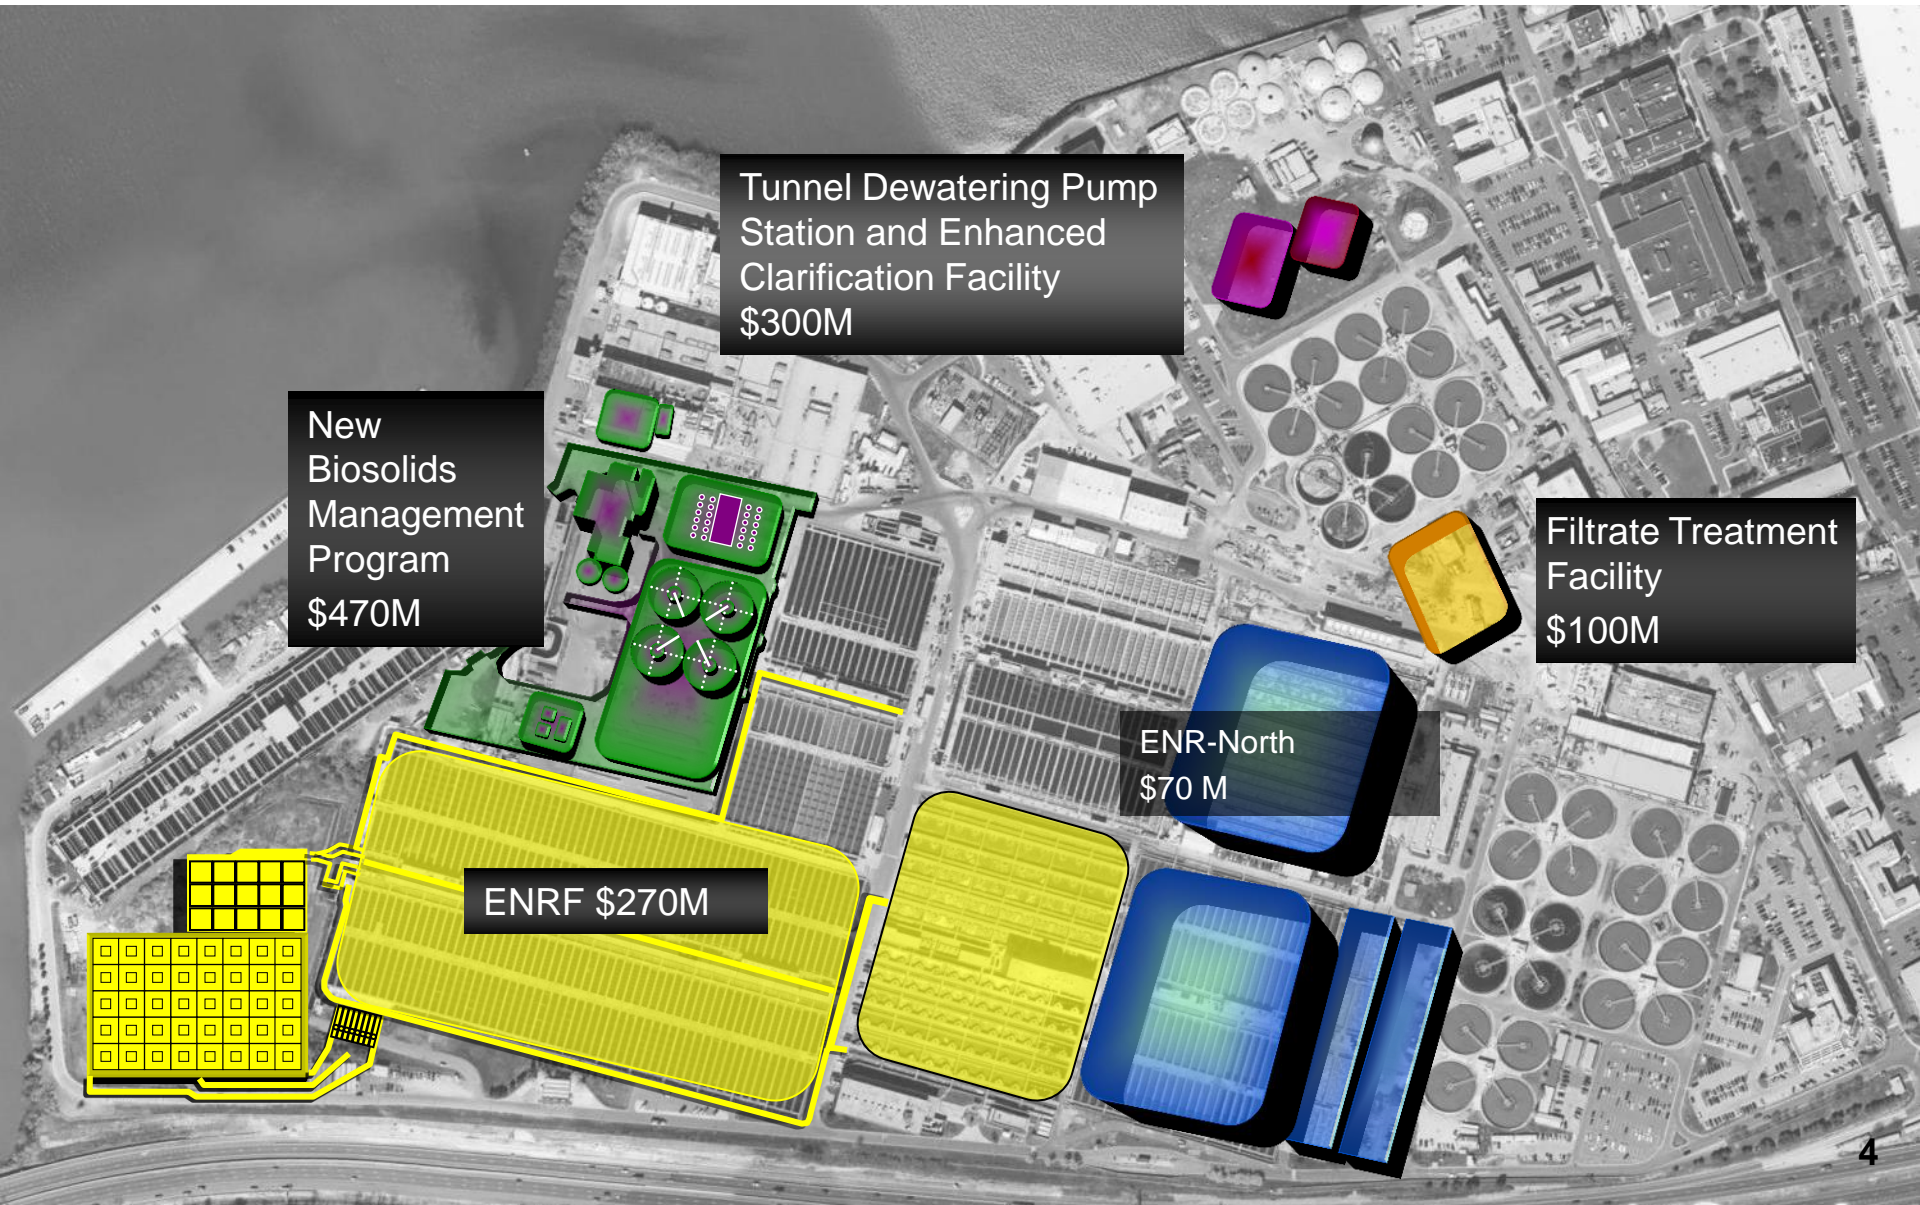 Tunnel Dewatering Pump
Station and Enhanced
Clarification Facility
$300M
New
Biosolids
Management
Program
$470M
Filtrate Treatment
Facility
$100M
ENR-North
$70 M
ENRF $270M
4